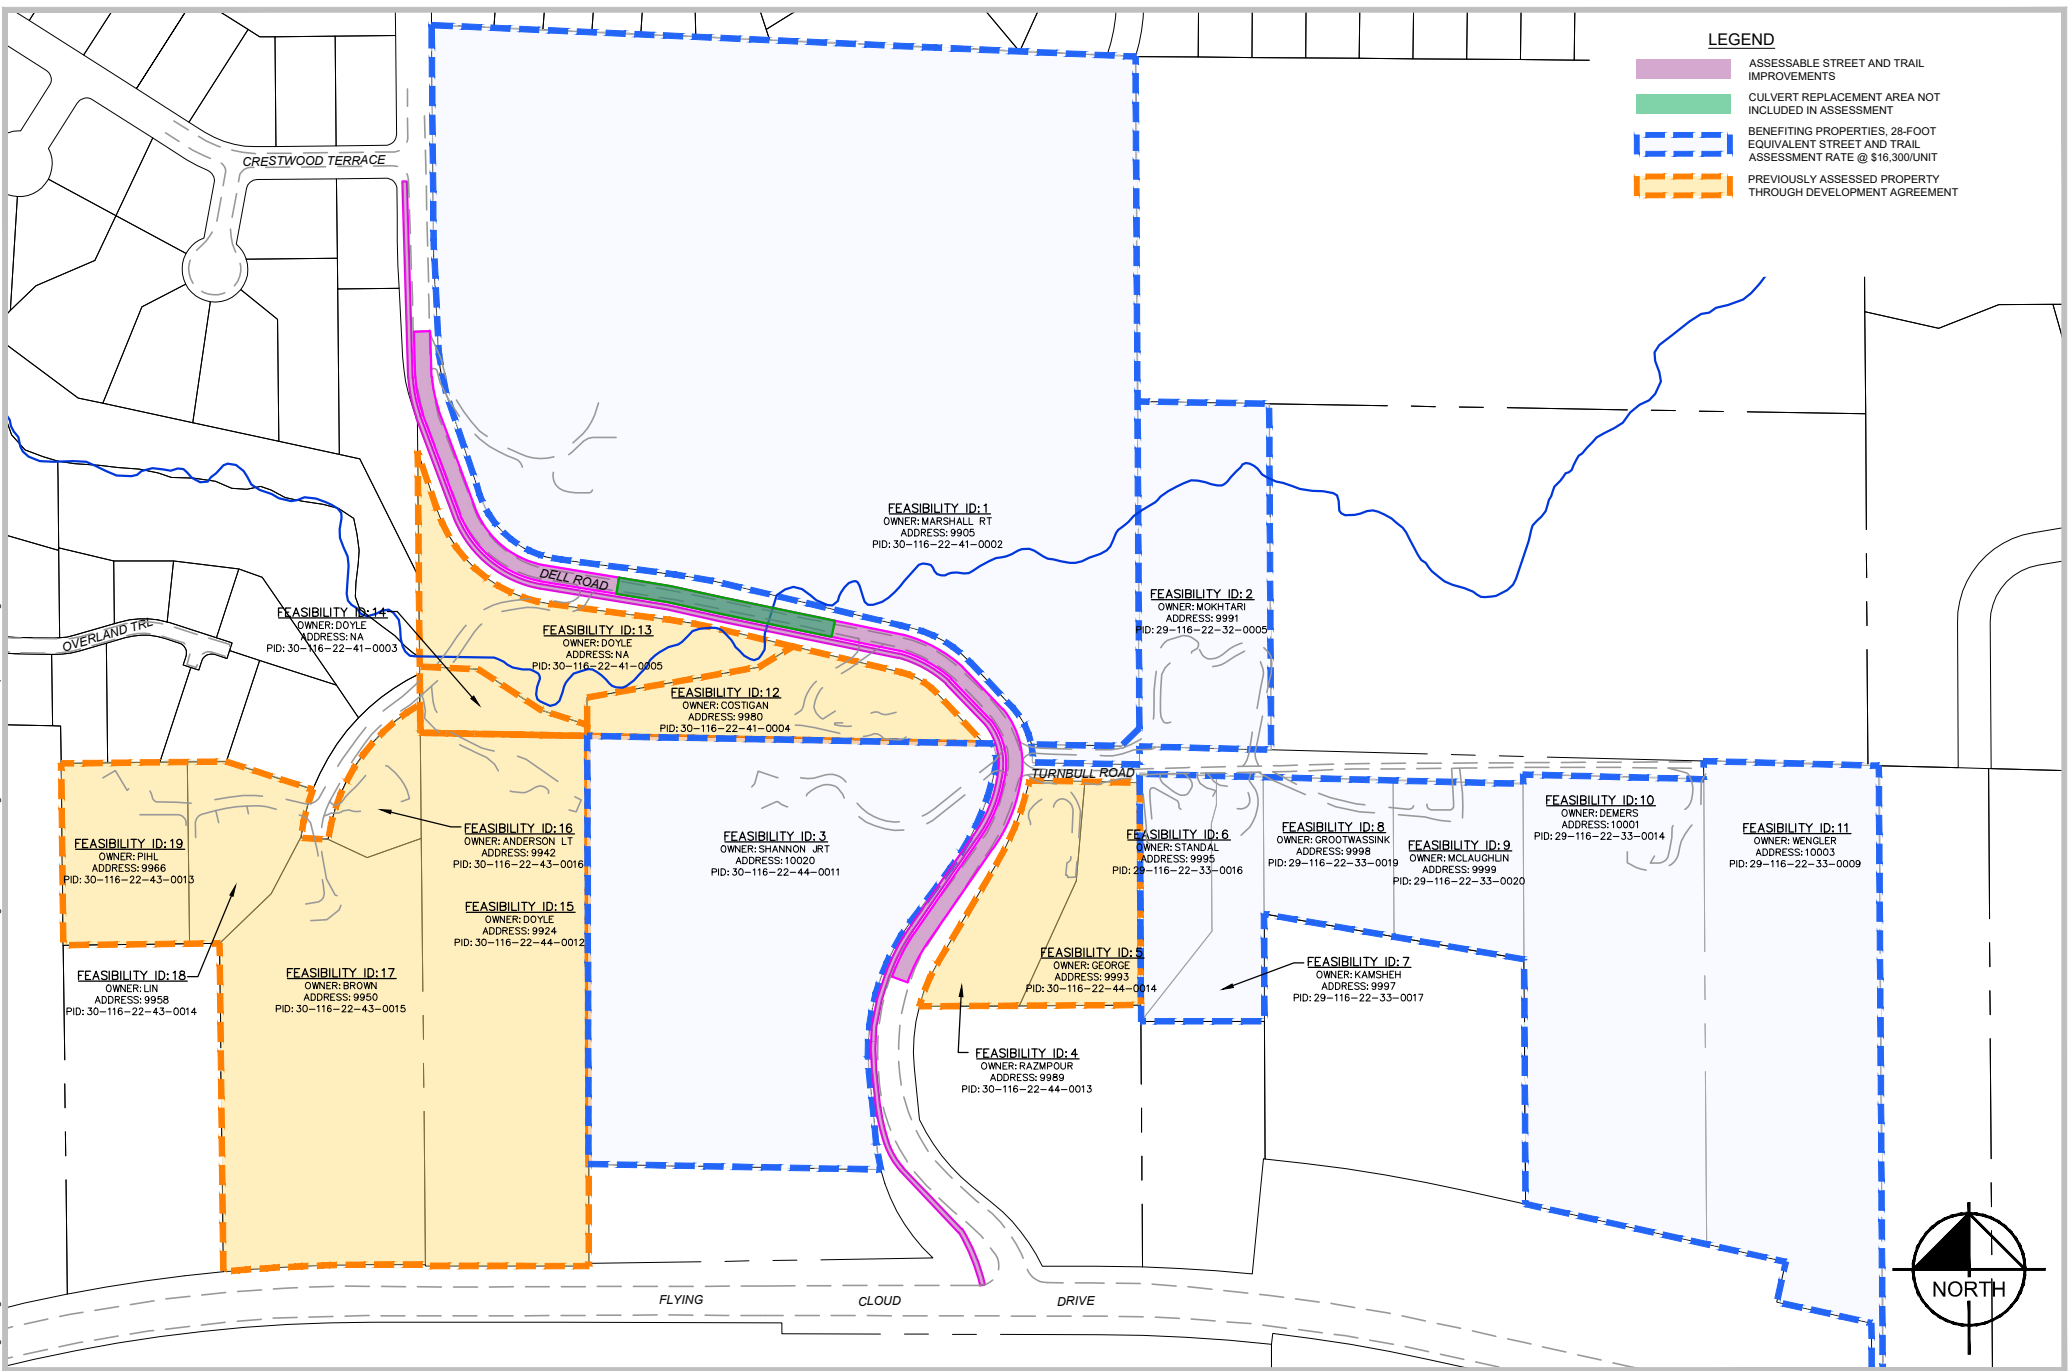 LEGEND
ASSESSABLE STREET AND TRAIL
IMPROVEMENTS
CULVERT REPLACEMENT AREA NOT
INCLUDED IN ASSESSMENT
BENEFITING PROPERTIES, 28-FOOT
EQUIVALENT STREET AND TRAIL
ASSESSMENT RATE @ $16,300/UNIT
PREVIOUSLY ASSESSED PROPERTY
THROUGH DEVELOPMENT AGREEMENT
CRESTWOOD TERRACE
FEASIBILITY ID: 1
OWNER: MARSHALL RT
ADDRESS: 9905
PID: 30-116-22-41-0002
DELL ROAD
FEASIBILITY ID: 2
OWNER: MOKHTARI
ADDRESS: 9991
PID: 29-116-22-32-0005
OVERLAND TRL
FEASIBILITY ID: 14
OWNER: DOYLE
ADDRESS: NA
PID: 30-116-22-41-0003
FEASIBILITY ID: 13
OWNER: DOYLE
ADDRESS: NA
PID: 30-116-22-41-0005
FEASIBILITY ID: 12
OWNER: COSTIGAN
ADDRESS: 9980
PID: 30-116-22-41-0004
TURNBULL ROAD
FEASIBILITY ID: 19
OWNER: PIHL
ADDRESS: 9966
PID: 30-116-22-43-0013
FEASIBILITY ID: 16
OWNER: ANDERSON LT
ADDRESS: 9942
PID: 30-116-22-43-0016
FEASIBILITY ID: 3
OWNER: SHANNON JRT
ADDRESS: 10020
PID: 30-116-22-44-0011
FEASIBILITY ID: 6
OWNER: STANDAL
ADDRESS: 9995
PID: 29-116-22-33-0016
FEASIBILITY ID: 8
OWNER: GROOTWASSINK
ADDRESS: 9998
PID: 29-116-22-33-0019
FEASIBILITY ID: 9
OWNER: MCLAUGHLIN
ADDRESS: 9999
PID: 29-116-22-33-0020
FEASIBILITY ID: 10
OWNER: DEMERS
ADDRESS: 10001
PID: 29-116-22-33-0014
FEASIBILITY ID: 11
OWNER: WENGLER
ADDRESS: 10003
PID: 29-116-22-33-0009
FEASIBILITY ID: 15
OWNER: DOYLE
ADDRESS: 9924
PID: 30-116-22-44-0012
FEASIBILITY ID: 18
OWNER: LIN
ADDRESS: 9958
PID: 30-116-22-43-0014
FEASIBILITY ID: 17
OWNER: BROWN
ADDRESS: 9950
PID: 30-116-22-43-0015
FEASIBILITY ID: 5
OWNER: GEORGE
ADDRESS: 9993
PID: 30-116-22-44-0014
FEASIBILITY ID: 7
OWNER: KAMSHEH
ADDRESS: 9997
PID: 29-116-22-33-0017
FEASIBILITY ID: 4
OWNER: RAZMPOUR
ADDRESS: 9989
PID: 30-116-22-44-0013
FLYING CLOUD DRIVE
NORTH